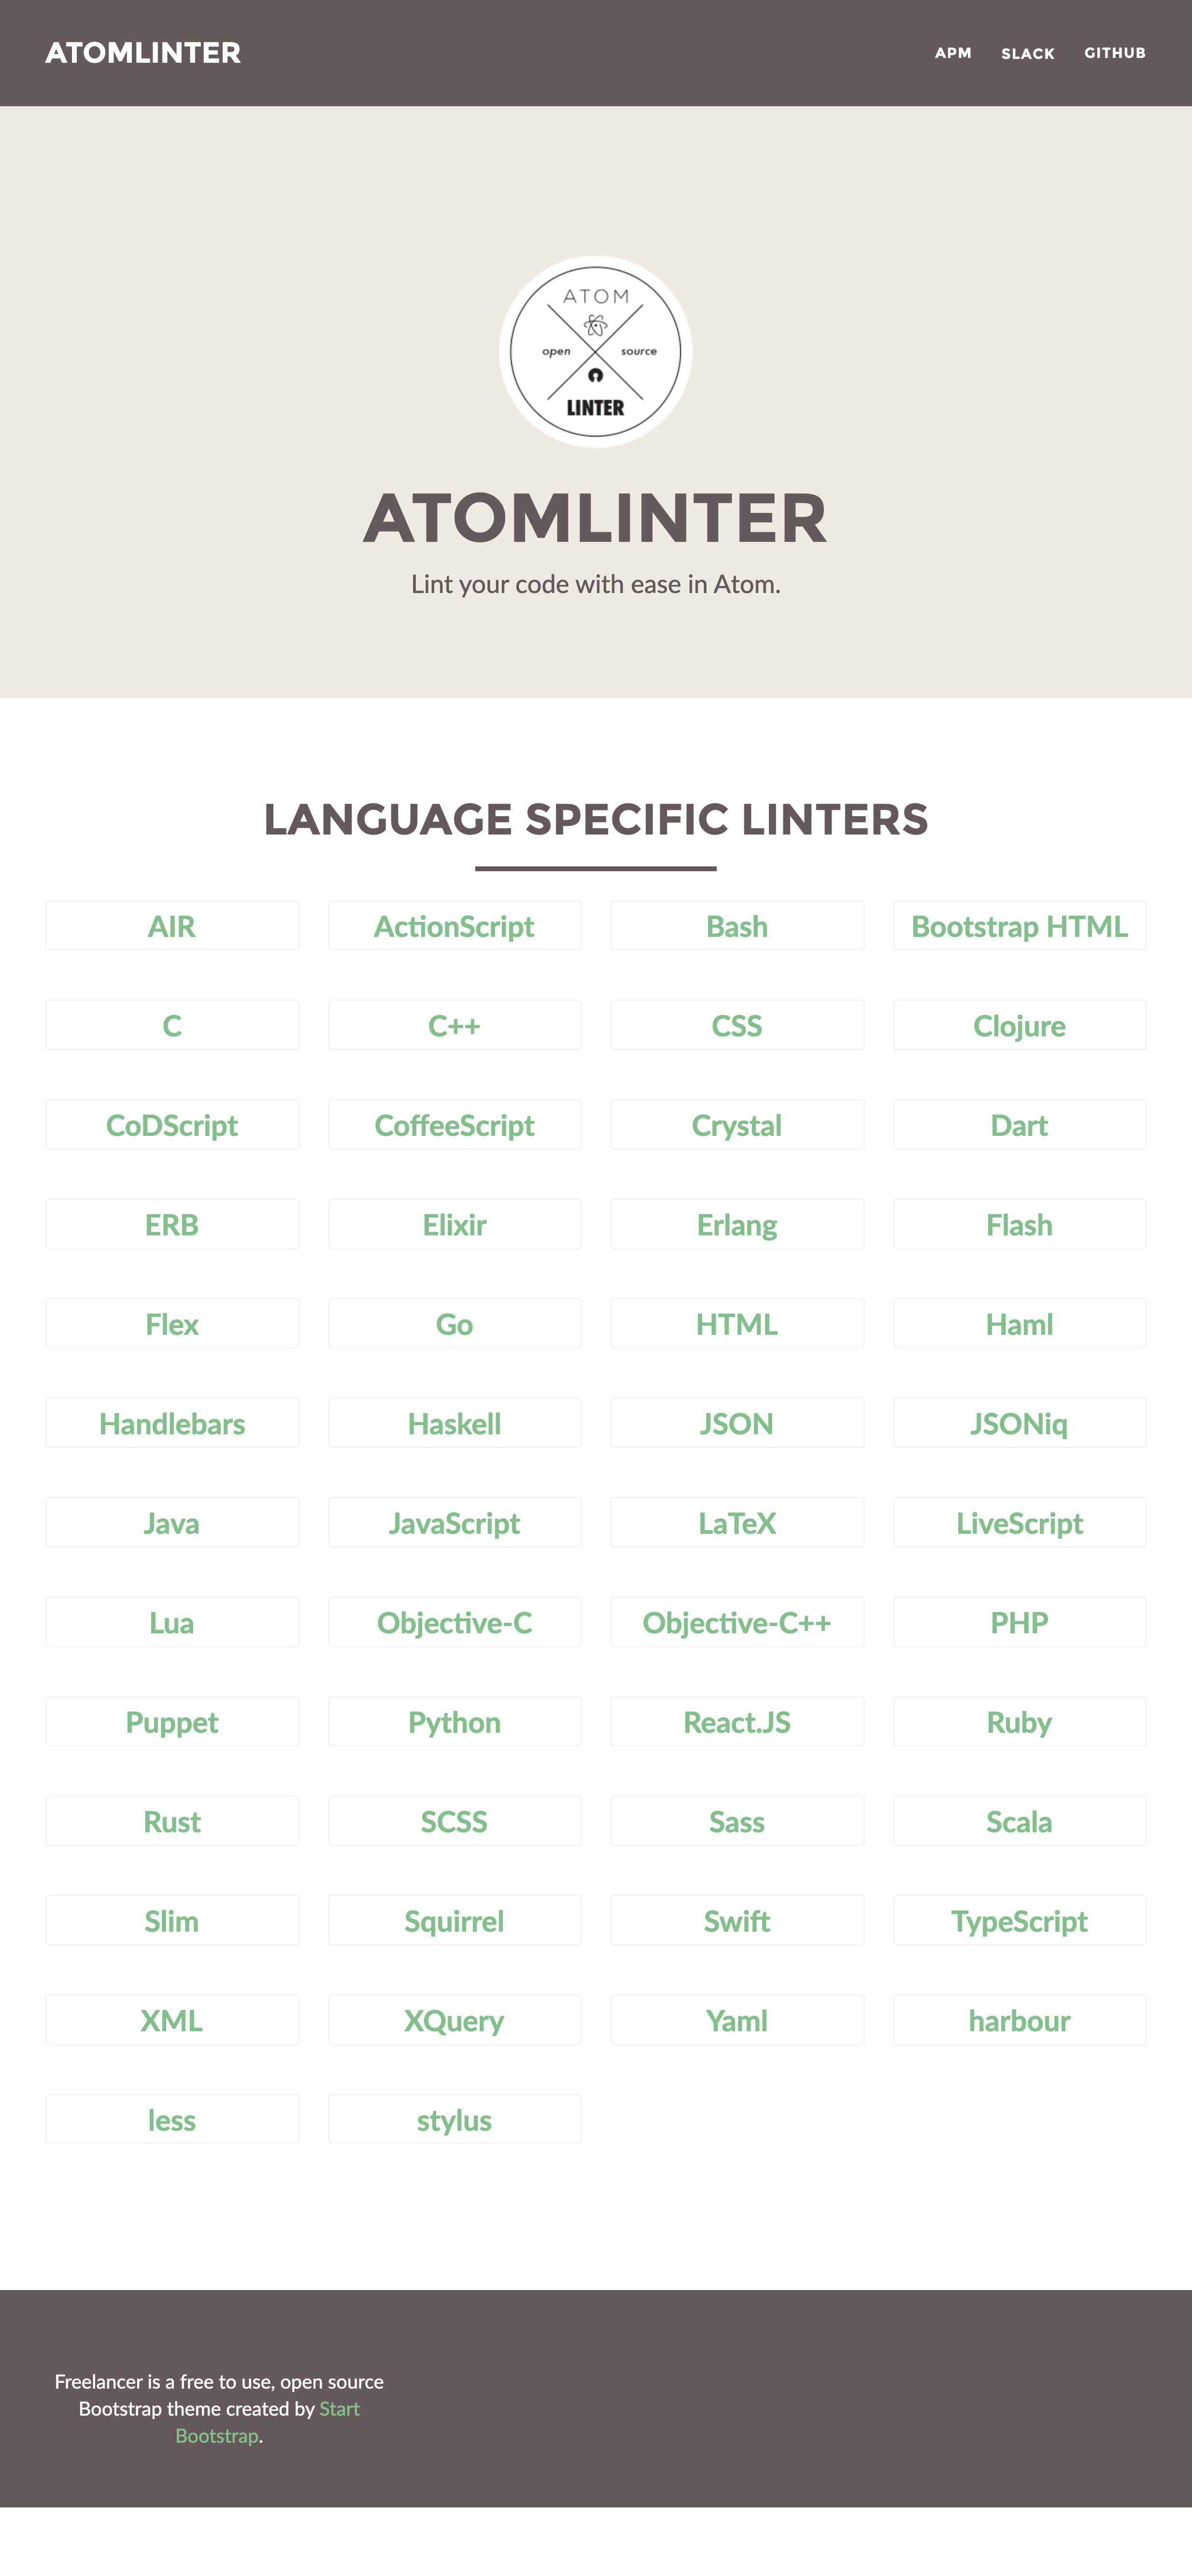 ATOMLINTER
APM SLACK GITHUB
ATOM
open source
LINTER
ATOMLINTER
Lint your code with ease in Atom.
LANGUAGE SPECIFIC LINTERS
AIR ActionScript Bash Bootstrap HTML
C C++ CSS Clojure
CoDScript CoffeeScript Crystal Dart
ERB Elixir Erlang Flash
Flex Go HTML Haml
Handlebars Haskell JSON JSONiq
Java JavaScript LaTeX LiveScript
Lua Objective-C Objective-C++ PHP
Puppet Python React.JS Ruby
Rust SCSS Sass Scala
Slim Squirrel Swift TypeScript
XML XQuery Yaml harbour
less stylus
Freelancer is a free to use, open source
Bootstrap theme created by Start
Bootstrap.